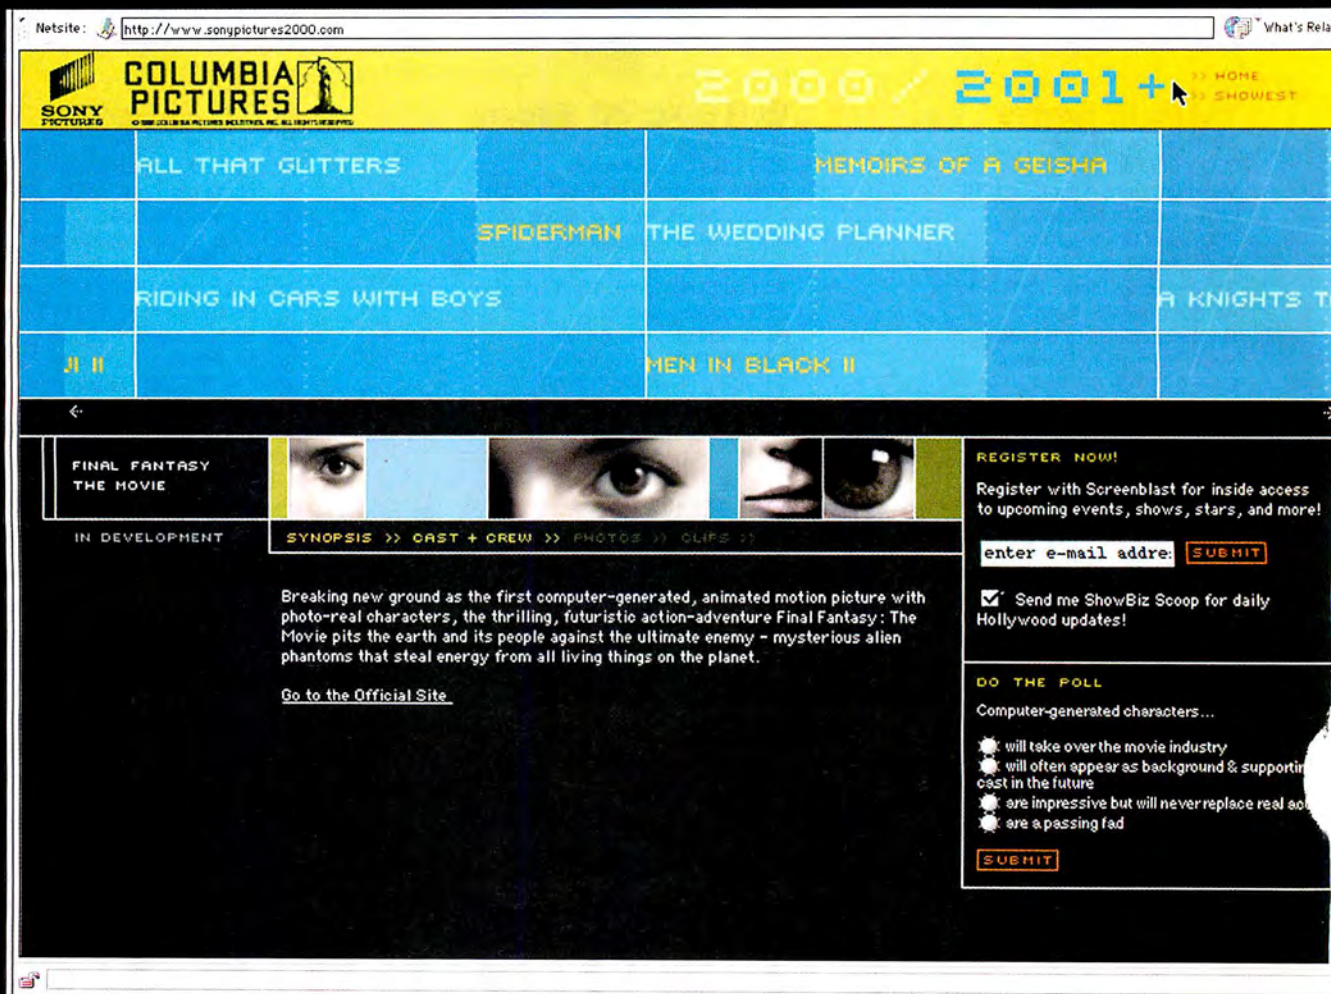 Netsite:
http://www.sonypictures2000.com
What's Rela
SONY
PICTURES
COLUMBIA
PICTURES
2000/ 2001+
>> HOME
>> SHOWEST
ALL THAT GLITTERS
MEMOIRS OF A GEISHA
SPIDERMAN
THE WEDDING PLANNER
RIDING IN CARS WITH BOYS
A KNIGHTS T
II
MEN IN BLACK II
FINAL FANTASY
THE MOVIE
IN DEVELOPMENT
SYNOPSIS >> CAST + CREW >> PHOTOS >> CLIPS >>
Breaking new ground as the first computer-generated, animated motion picture with
photo-real characters, the thrilling, futuristic action-adventure Final Fantasy: The
Movie pits the earth and its people against the ultimate enemy - mysterious alien
phantoms that steal energy from all living things on the planet.
Go to the Official Site
REGISTER NOW!
Register with Screenblast for inside access
to upcoming events, shows, stars, and more!
enter e-mail addre:
SUBMIT
Send me ShowBiz Scoop for daily
Hollywood updates!
DO THE POLL
Computer-generated characters...
will take over the movie industry
will often appear as background & supportin
cast in the future
are impressive but will never replace real ac
are a passing fad
SUBMIT